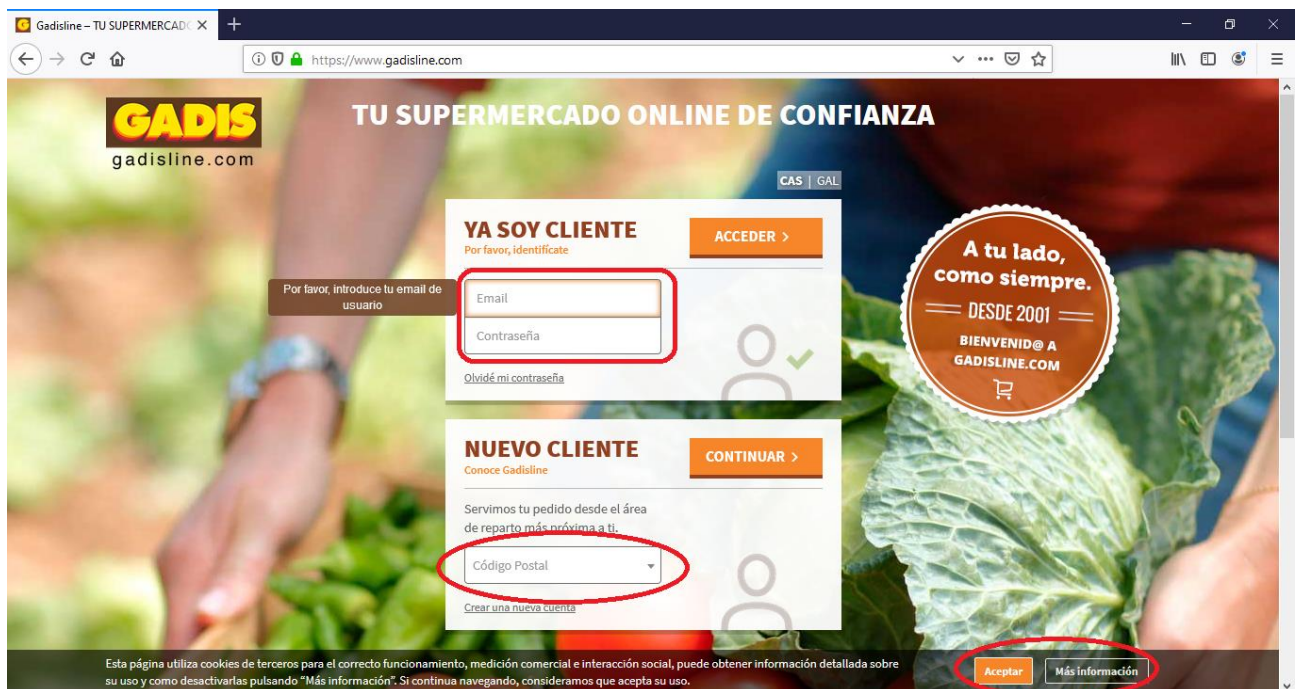 Gadisline – TU SUPERMERCADO
https://www.gadisline.com
GADIS
gadisline.com
TU SUPERMERCADO ONLINE DE CONFIANZA
CAS | GAL
YA SOY CLIENTE
Por favor, identifícate
ACCEDER >
Por favor, introduce tu email de
usuario
Email
Contraseña
Olvidé mi contraseña
A tu lado,
como siempre.
DESDE 2001
BIENVENID@ A
GADISLINE.COM
NUEVO CLIENTE
Conoce Gadisline
CONTINUAR >
Servimos tu pedido desde el área
de reparto más próxima a ti.
Código Postal
Crear una nueva cuenta
Esta página utiliza cookies de terceros para el correcto funcionamiento, medición comercial e interacción social, puede obtener información detallada sobre
su uso y como desactivarlas pulsando “Más información”. Si continua navegando, consideramos que acepta su uso.
Aceptar
Más información